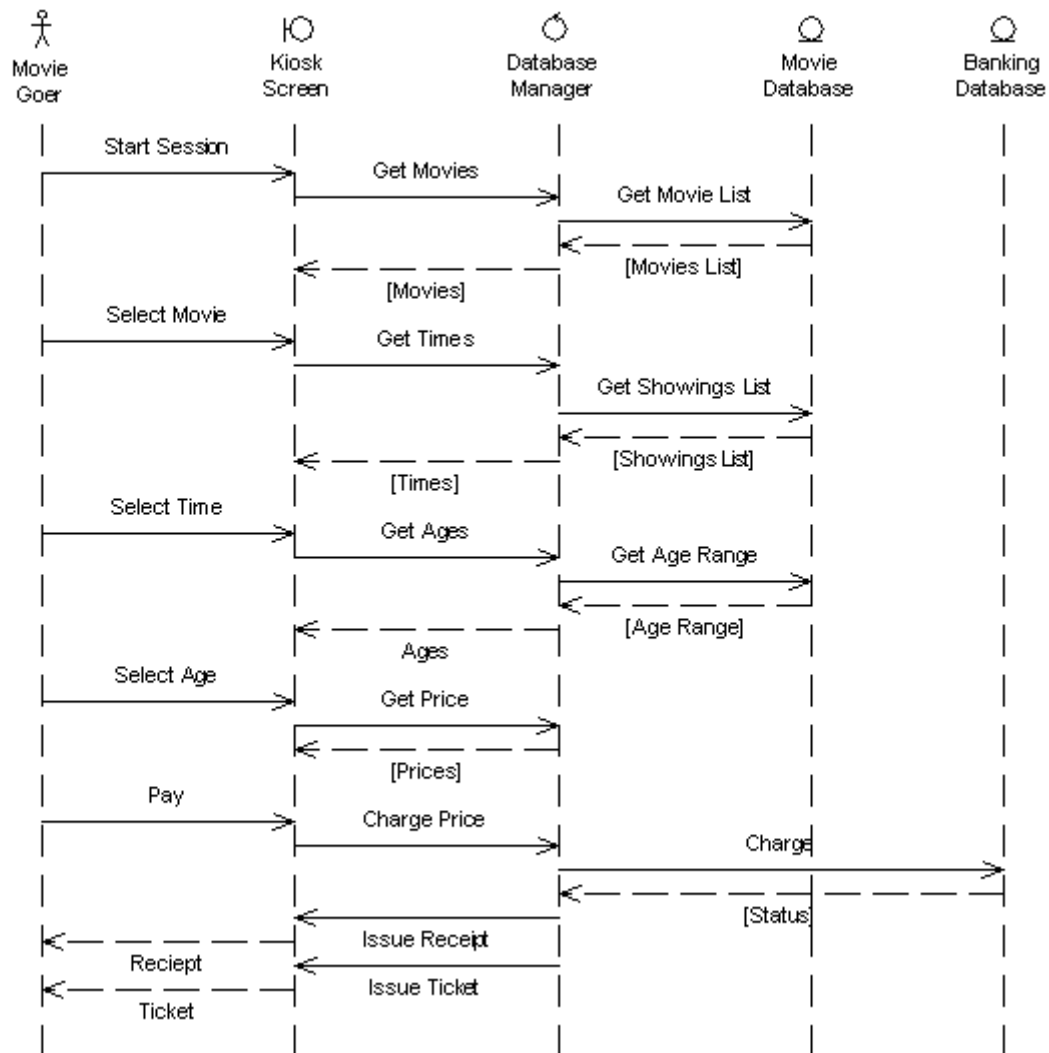 Movie
Goer
Kiosk
Screen
Database
Manager
Movie
Database
Banking
Database
Start Session
Get Movies
Get Movie List
[Movies List]
[Movies]
Select Movie
Get Times
Get Showings List
[Showings List]
[Times]
Select Time
Get Ages
Get Age Range
[Age Range]
Ages
Select Age
Get Price
[Prices]
Pay
Charge Price
Charge
[Status]
Issue Receipt
Reciept
Issue Ticket
Ticket